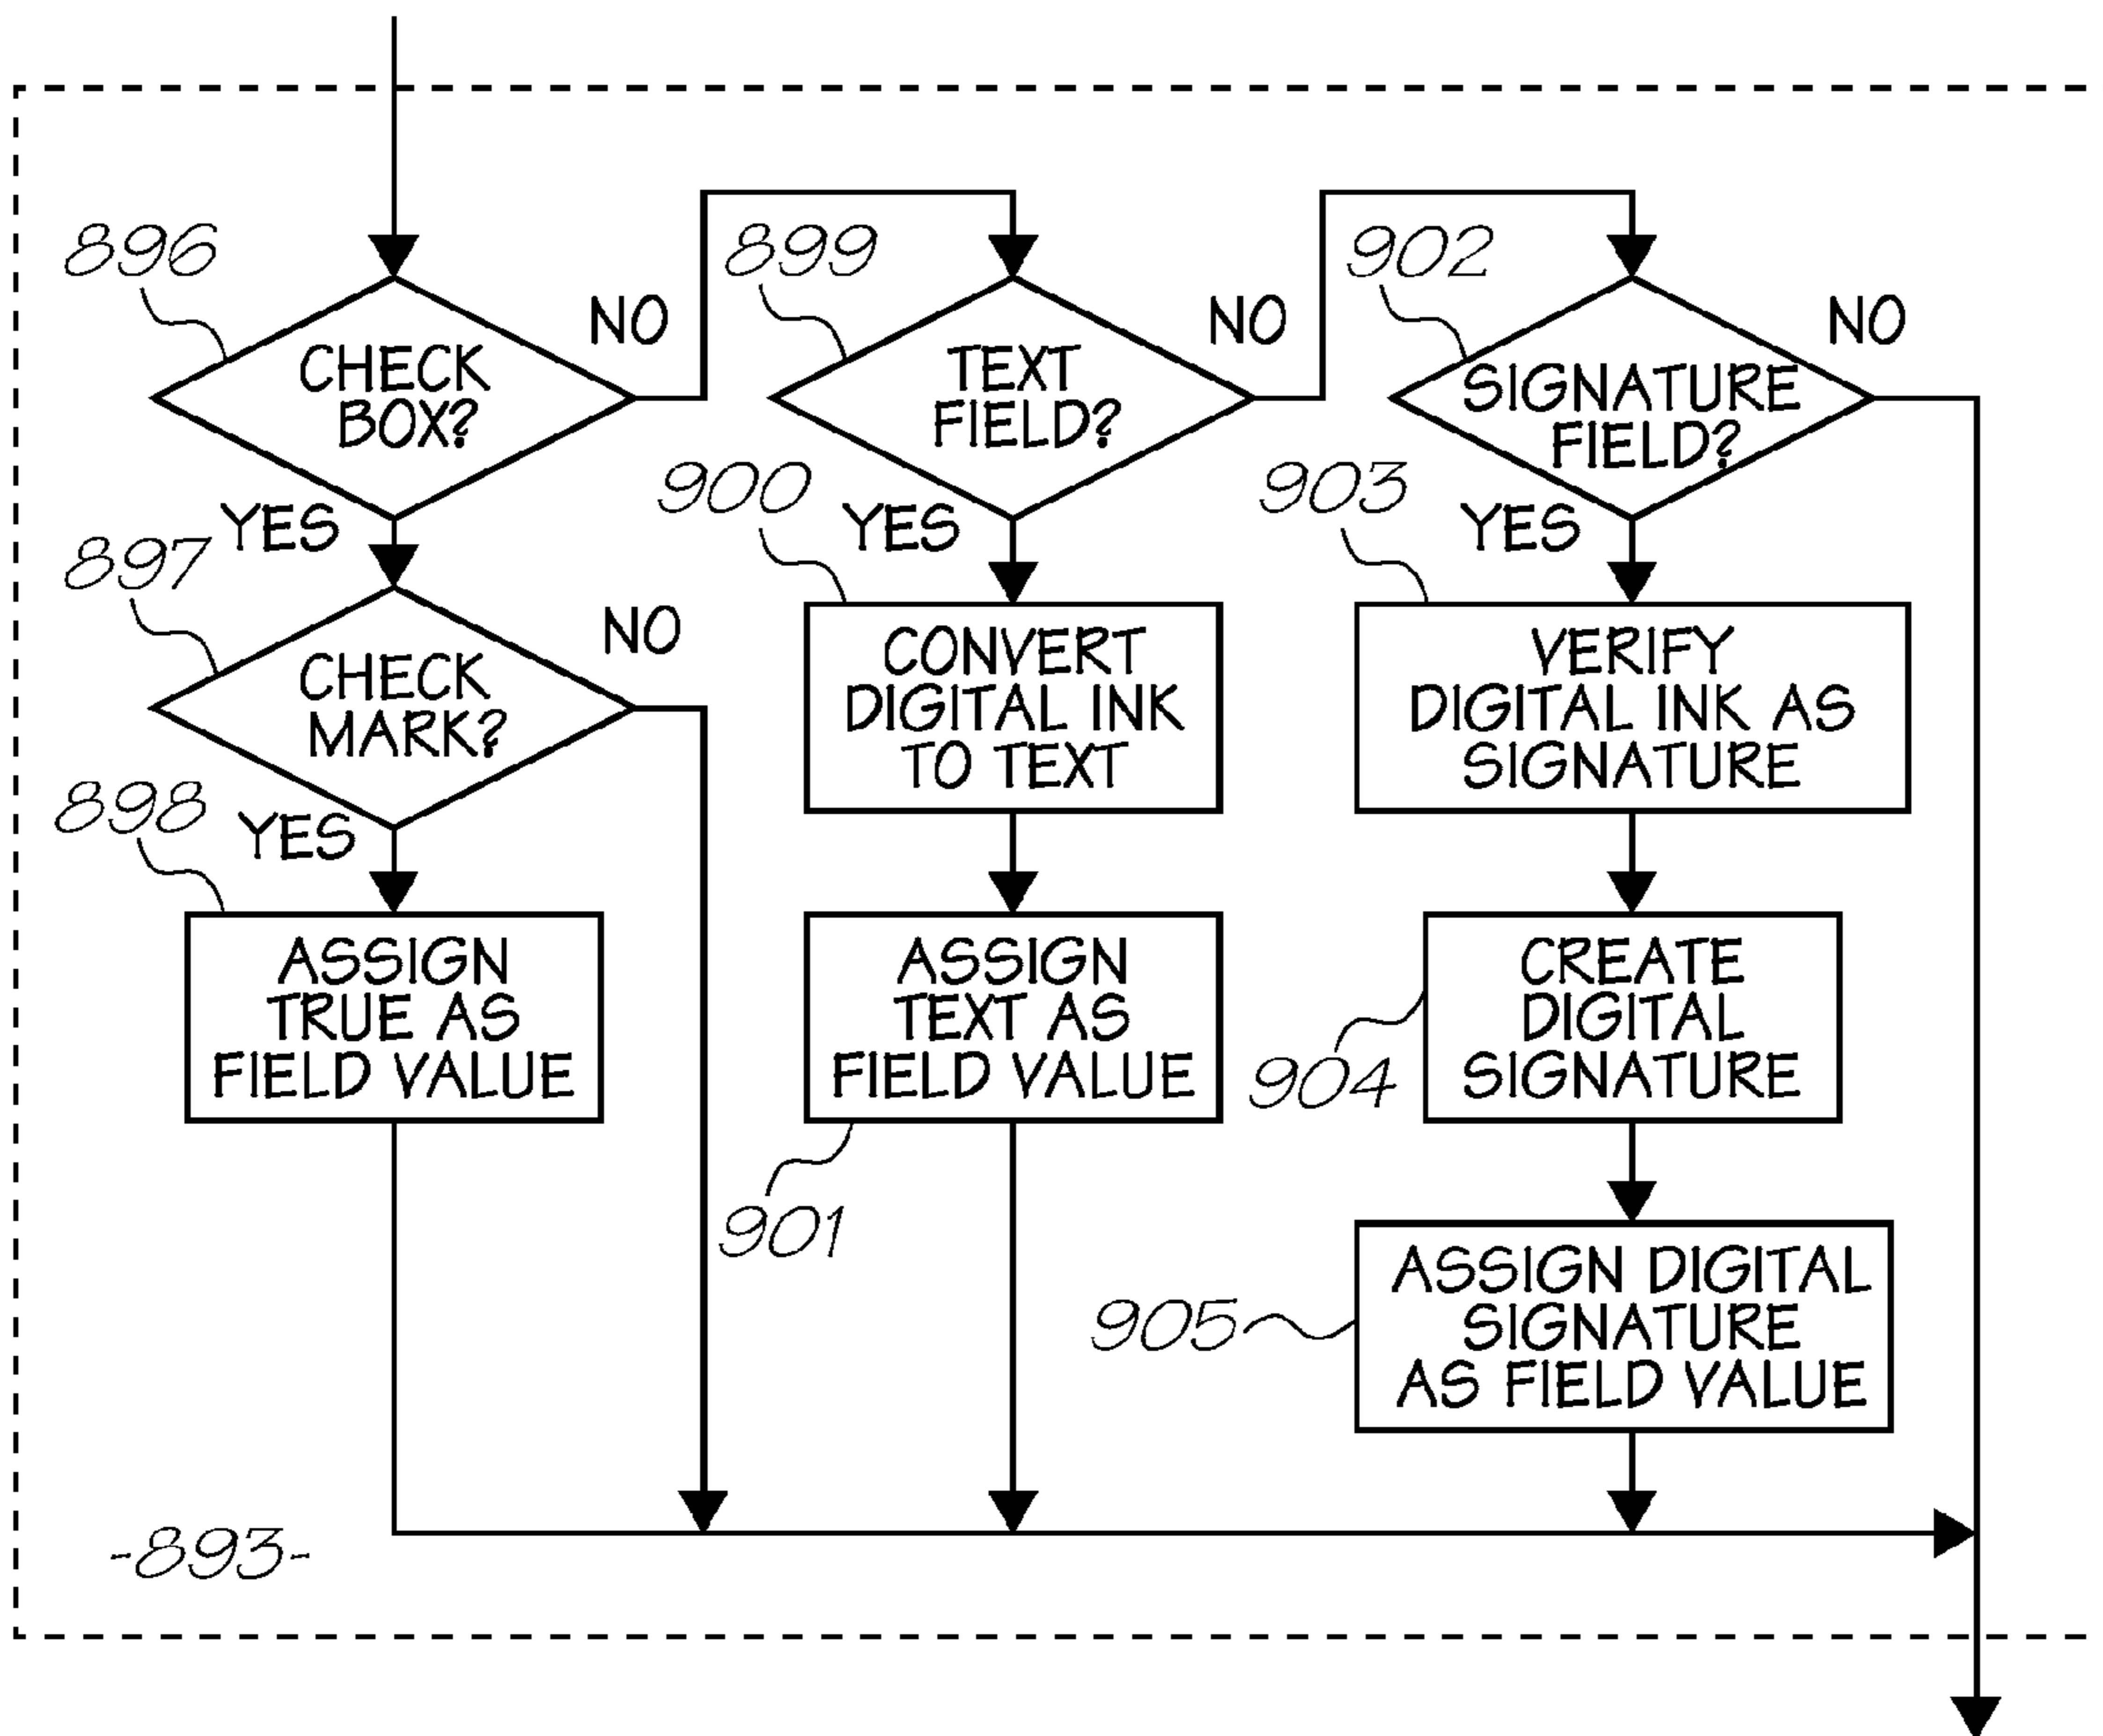 896
CHECK
BOX?
NO
YES
897
CHECK
MARK?
NO
YES
898
ASSIGN
TRUE AS
FIELD VALUE
899
TEXT
FIELD?
NO
YES
900
CONVERT
DIGITAL INK
TO TEXT
ASSIGN
TEXT AS
FIELD VALUE
901
902
SIGNATURE
FIELD?
NO
YES
903
VERIFY
DIGITAL INK AS
SIGNATURE
CREATE
DIGITAL
SIGNATURE
904
ASSIGN DIGITAL
SIGNATURE
AS FIELD VALUE
905
-893-